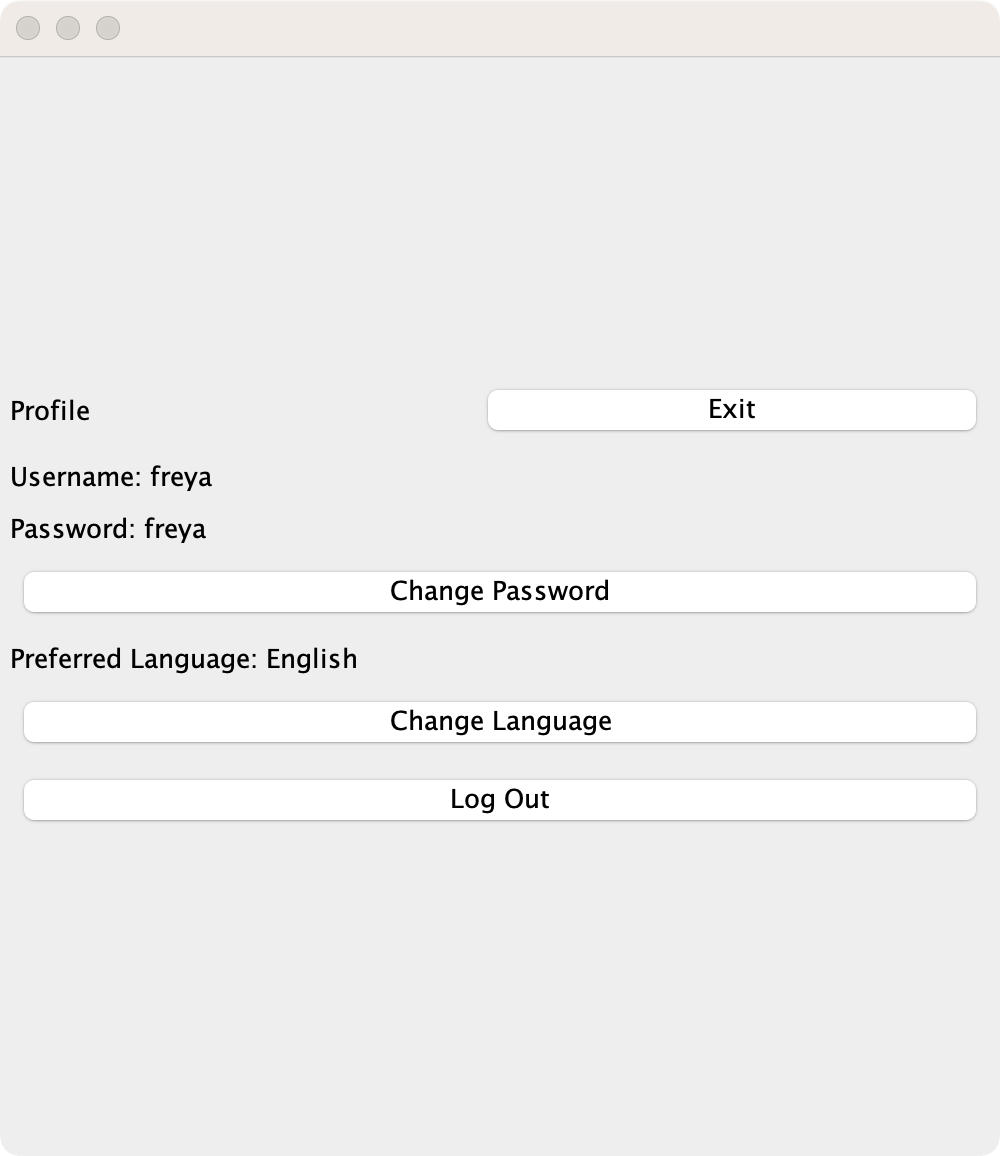 Profile
Exit
Username: freya
Password: freya
Change Password
Preferred Language: English
Change Language
Log Out